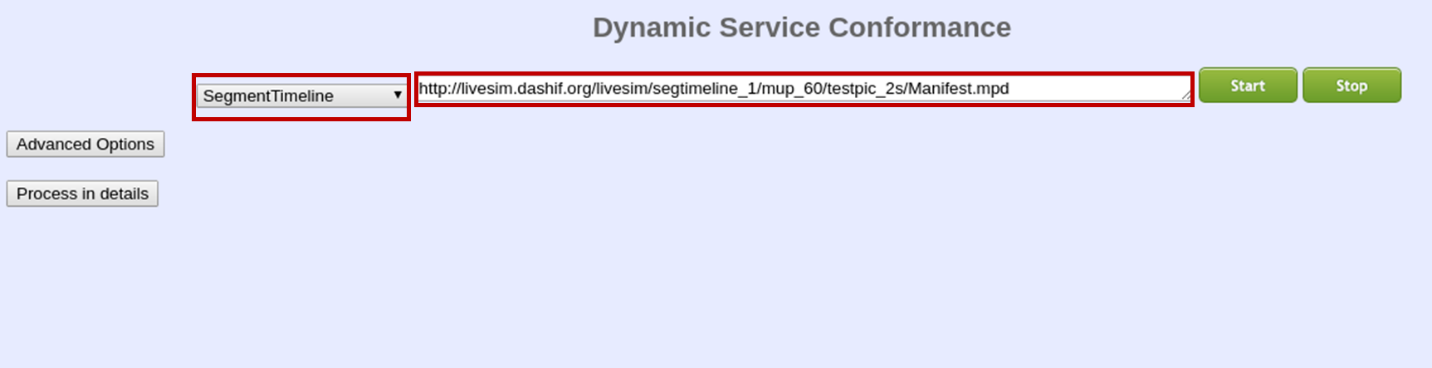 Dynamic Service Conformance
SegmentTimeline http://livesim.dashif.org/livesim/segtimeline_1/mup_60/testpic_2s/Manifest.mpd Start Stop
Advanced Options
Process in details